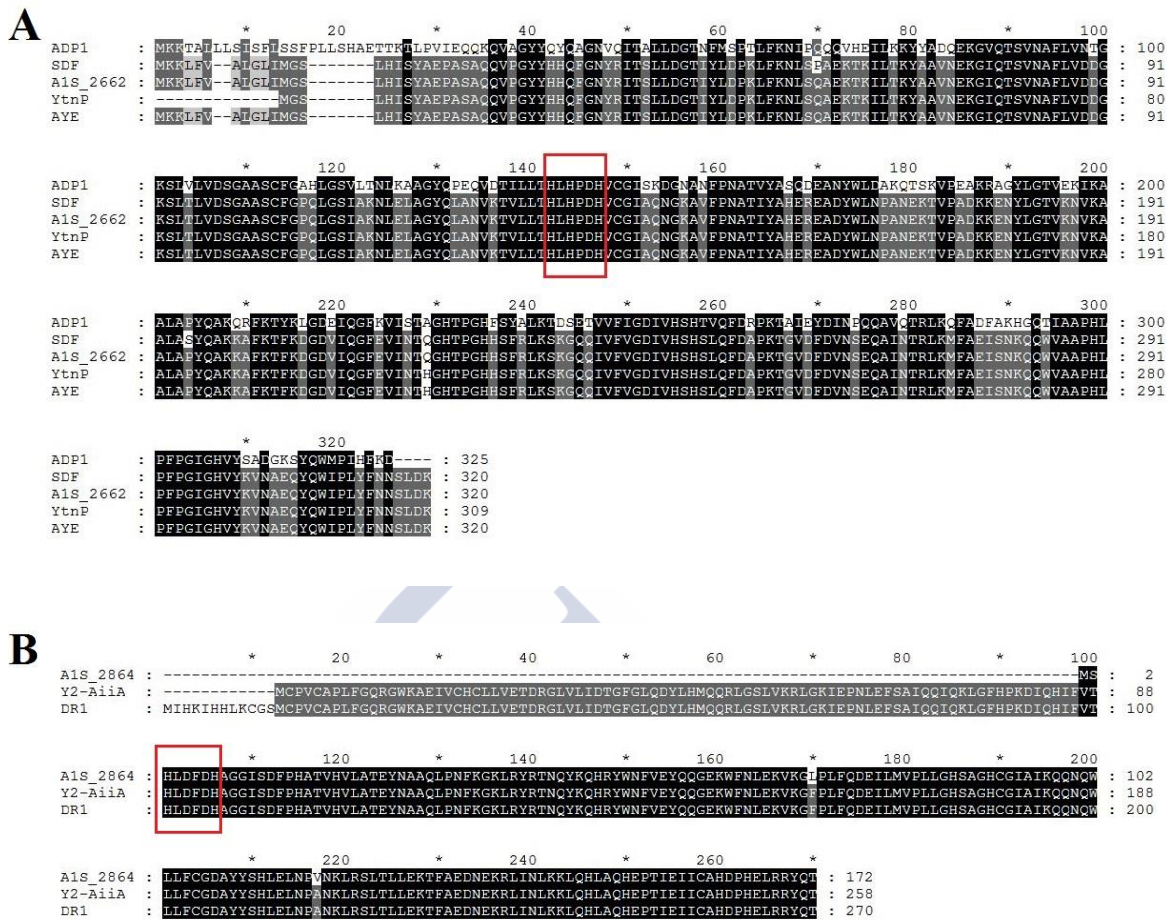 A
* 20 * 40 * 60 * 80 * 100
ADP1 : MKKTAILLSISFLSSFPLLSHAETTKTLPVIEQQKQVAGYYQYQAGNVQITALLDGTNFMSPTLFKNIPQQQVHEILKKYYADQEKGVQTSVNAFLVNTG : 100
SDF : MKKLFV--ALGLIMGS-------LHISYAEPASAQQVPGYYHHQFGNYRITSLLDGTIYLDPKLFKNLSPAEKTKILTKYAAVNEKGIQTSVNAFLVDDG : 91
A1S_2662 : MKKLFV--ALGLIMGS-------LHISYAEPASAQQVPGYYHHQFGNYRITSLLDGTIYLDPKLFKNLSQAEKTKILTKYAAVNEKGIQTSVNAFLVDDG : 91
YtnP : -------------MGS-------LHISYAEPASAQQVPGYYHHQFGNYRITSLLDGTIYLDPKLFKNLSQAEKTKILTKYAAVNEKGIQTSVNAFLVDDG : 80
AYE : MKKLFV--ALGLIMGS-------LHISYAEPASAQQVPGYYHHQFGNYRITSLLDGTIYLDPKLFKNLSQAEKTKILTKYAAVNEKGIQTSVNAFLVDDG : 91
* 120 * 140 * 160 * 180 * 200
ADP1 : KSLVLVDSGAASCFGAHLGSVLTNLKAAGYQPEQVDTILLTHLHPDHVCGISKDGNANFPNATVYASQDEANYWLDAKQTSKVPEAKRAGYLGTVEKIKA : 200
SDF : KSLTLVDSGAASCFGPQLGSIAKNLELAGYQLANVKTVLLTHLHPDHVCGIAQNGKAVFPNATIYAHEREADYWLNPANEKTVPADKKENYLGTVKNVKA : 191
A1S_2662 : KSLTLVDSGAASCFGPQLGSIAKNLELAGYQLANVKTVLLTHLHPDHVCGIAQNGKAVFPNATIYAHEREADYWLNPANEKTVPADKKENYLGTVKNVKA : 191
YtnP : KSLTLVDSGAASCFGPQLGSIAKNLELAGYQLANVKTVLLTHLHPDHVCGIAQNGKAVFPNATIYAHEREADYWLNPANEKTVPADKKENYLGTVKNVKA : 180
AYE : KSLTLVDSGAASCFGPQLGSIAKNLELAGYQLANVKTVLLTHLHPDHVCGIAQNGKAVFPNATIYAHEREADYWLNPANEKTVPADKKENYLGTVKNVKA : 191
* 220 * 240 * 260 * 280 * 300
ADP1 : ALAPYQAKQRFKTYKLGDEIQGFKVISTAGHTPGHFSYALKTDSETVVFIGDIVHSHTVQFDRPKTAIEYDINPQQAVQTRLKQFADFAKHGQTIAAPHL : 300
SDF : ALASYQAKKAFKTFKDGDVIQGFEVINTQGHTPGHHSFRLKSKGQQIVFVGDIVHSHSLQFDAPKTGVDFDVNSEQAINTRLKMFAEISNKQQWVAAPHL : 291
A1S_2662 : ALAPYQAKKAFKTFKDGDVIQGFEVINTQGHTPGHHSFRLKSKGQQIVFVGDIVHSHSLQFDAPKTGVDFDVNSEQAINTRLKMFAEISNKQQWVAAPHL : 291
YtnP : ALAPYQAKKAFKTFKDGDVIQGFEVINTHGHTPGHHSFRLKSKGQQIVFVGDIVHSHSLQFDAPKTGVDFDVNSEQAINTRLKMFAEISNKQQWVAAPHL : 280
AYE : ALAPYQAKKAFKTFKDGDVIQGFEVINTHGHTPGHHSFRLKSKGQQIVFVGDIVHSHSLQFDAPKTGVDFDVNSEQAINTRLKMFAEISNKQQWVAAPHL : 291
* 320
ADP1 : PFPGIGHVYSADGKSYQWMPIHFKD---- : 325
SDF : PFPGIGHVYKVNAEQYQWIPLYFNNSLDK : 320
A1S_2662 : PFPGIGHVYKVNAEQYQWIPLYFNNSLDK : 320
YtnP : PFPGIGHVYKVNAEQYQWIPLYFNNSLDK : 309
AYE : PFPGIGHVYKVNAEQYQWIPLYFNNSLDK : 320
B
* 20 * 40 * 60 * 80 * 100
A1S_2864 : --------------------------------------------------------------------------------------------------MS : 2
Y2-AiiA : ------------MCPVCAPLFGQRGWKAEIVCHCLLVETDRGLVLIDTGFGLQDYLHMQQRLGSLVKRLGKIEPNLEFSAIQQIQKLGFHPKDIQHIFVT : 88
DR1 : MIHKIHHLKCGSMCPVCAPLFGQRGWKAEIVCHCLLVETDRGLVLIDTGFGLQDYLHMQQRLGSLVKRLGKIEPNLEFSAIQQIQKLGFHPKDIQHIFVT : 100
* 120 * 140 * 160 * 180 * 200
A1S_2864 : HLDFDHAGGISDFPHATVHVLATEYNAAQLPNFKGKLRYRTNQYKQHRYWNFVEYQQGEKWFNLEKVKGLPLFQDEILMVPLLGHSAGHCGIAIKQQNQW : 102
Y2-AiiA : HLDFDHAGGISDFPHATVHVLATEYNAAQLPNFKGKLRYRTNQYKQHRYWNFVEYQQGEKWFNLEKVKGFPLFQDEILMVPLLGHSAGHCGIAIKQQNQW : 188
DR1 : HLDFDHAGGISDFPHATVHVLATEYNAAQLPNFKGKLRYRTNQYKQHRYWNFVEYQQGEKWFNLEKVKGFPLFQDEILMVPLLGHSAGHCGIAIKQQNQW : 200
* 220 * 240 * 260 *
A1S_2864 : LLFCGDAYYSHLELNPVNKLRSLTLLEKTFAEDNEKRLINLKKLQHLAQHEPTIEIICAHDPHELRRYQT : 172
Y2-AiiA : LLFCGDAYYSHLELNPANKLRSLTLLEKTFAEDNEKRLINLKKLQHLAQHEPTIEIICAHDPHELRRYQT : 258
DR1 : LLFCGDAYYSHLELNPANKLRSLTLLEKTFAEDNEKRLINLKKLQHLAQHEPTIEIICAHDPHELRRYQT : 270